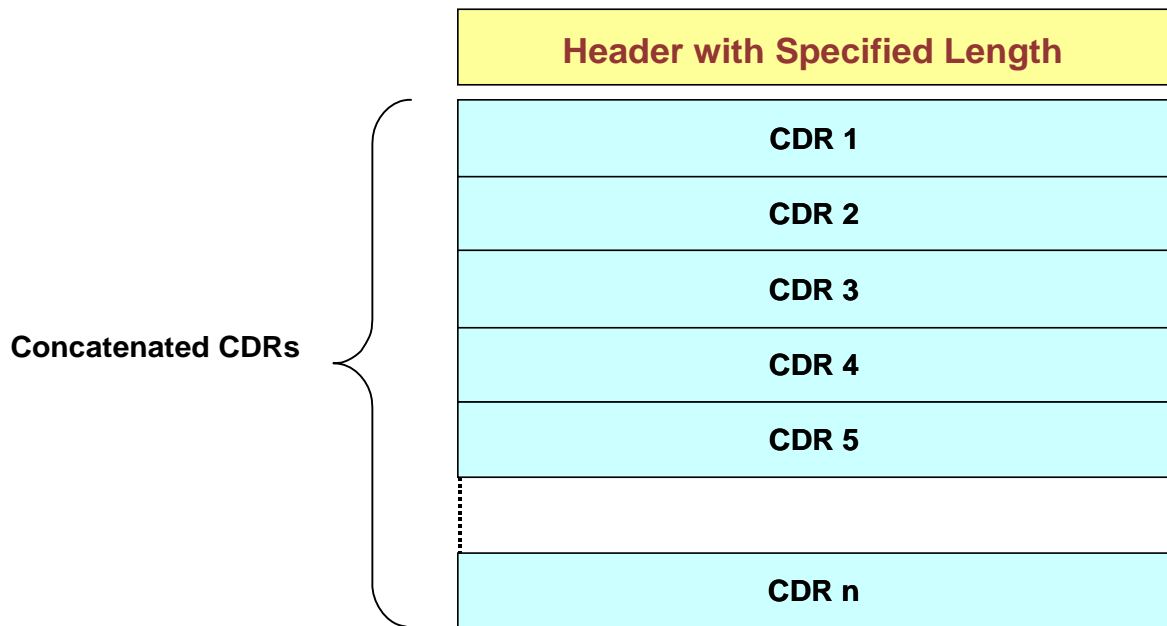 Header with Specified Length
CDR 1
CDR 2
CDR 3
Concatenated CDRs
CDR 4
CDR 5
CDR n